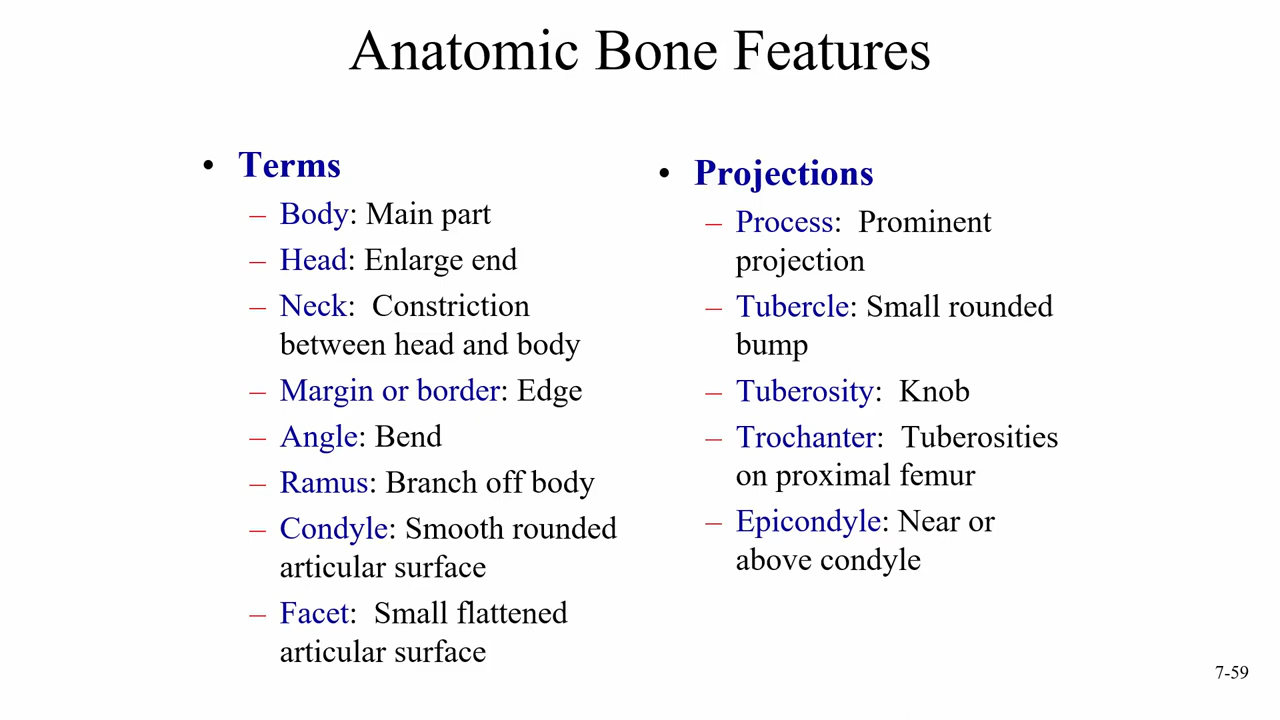 Anatomic Bone Features
• Terms
– Body: Main part
– Head: Enlarge end
– Neck:  Constriction
between head and body
– Margin or border: Edge
– Angle: Bend
– Ramus: Branch off body
– Condyle: Smooth rounded
articular surface
– Facet:  Small flattened
articular surface
• Projections
– Process:  Prominent
projection
– Tubercle: Small rounded
bump
– Tuberosity:  Knob
– Trochanter:  Tuberosities
on proximal femur
– Epicondyle: Near or
above condyle
7-59